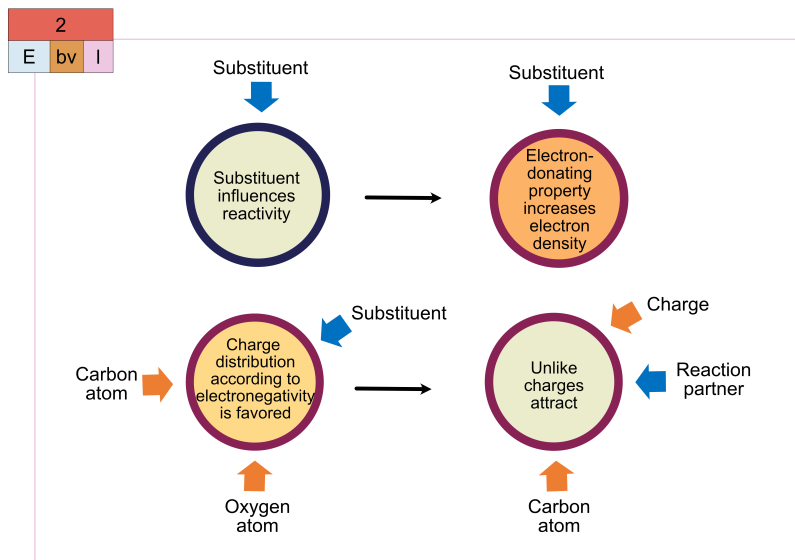 2
E bv I
Substituent
Substituent
Substituent
influences
reactivity
Electron-
donating
property
increases
electron
density
Substituent
Charge
Carbon
atom
Charge
distribution
according to
electronegativity
is favored
Unlike
charges
attract
Reaction
partner
Oxygen
atom
Carbon
atom